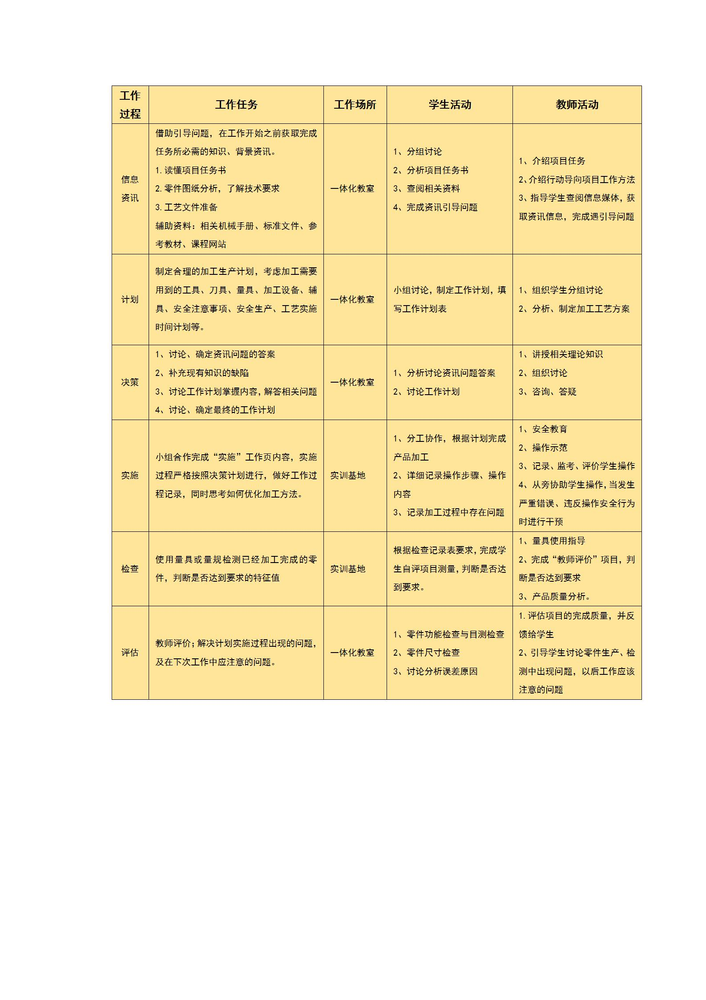 工作
过程
工作任务
工作场所
学生活动
教师活动
信息
资讯
借助引导问题，在工作开始之前获取完成
任务所必需的知识、背景资讯。
1.读懂项目任务书
2.零件图纸分析，了解技术要求
3.工艺文件准备
辅助资料：相关机械手册、标准文件、参
考教材、课程网站
一体化教室
1、分组讨论
2、分析项目任务书
3、查阅相关资料
4、完成资讯引导问题
1、介绍项目任务
2、介绍行动导向项目工作方法
3、指导学生查阅信息媒体，获
取资讯信息，完成遇引导问题
计划
制定合理的加工生产计划，考虑加工需要
用到的工具、刀具、量具、加工设备、辅
具、安全注意事项、安全生产、工艺实施
时间计划等。
一体化教室
小组讨论，制定工作计划，填
写工作计划表
1、组织学生分组讨论
2、分析、制定加工工艺方案
决策
1、讨论、确定资讯问题的答案
2、补充现有知识的缺陷
3、讨论工作计划掌握内容，解答相关问题
4、讨论、确定最终的工作计划
一体化教室
1、分析讨论资讯问题答案
2、讨论工作计划
1、讲授相关理论知识
2、组织讨论
3、咨询、答疑
实施
小组合作完成“实施”工作页内容，实施
过程严格按照决策计划进行，做好工作过
程记录，同时思考如何优化加工方法。
实训基地
1、分工协作，根据计划完成
产品加工
2、详细记录操作步骤、操作
内容
3、记录加工过程中存在问题
1、安全教育
2、操作示范
3、记录、监考、评价学生操作
4、从旁协助学生操作，当发生
严重错误、违反操作安全行为
时进行干预
检查
使用量具或量规检测已经加工完成的零
件，判断是否达到要求的特征值
实训基地
根据检查记录表要求，完成学
生自评项目测量，判断是否达
到要求。
1、量具使用指导
2、完成“教师评价”项目，判
断是否达到要求
3、产品质量分析。
评估
教师评价；解决计划实施过程出现的问题，
及在下次工作中应注意的问题。
一体化教室
1、零件功能检查与目测检查
2、零件尺寸检查
3、讨论分析误差原因
1.评估项目的完成质量，并反
馈给学生
2、引导学生讨论零件生产、检
测中出现问题，以后工作应该
注意的问题